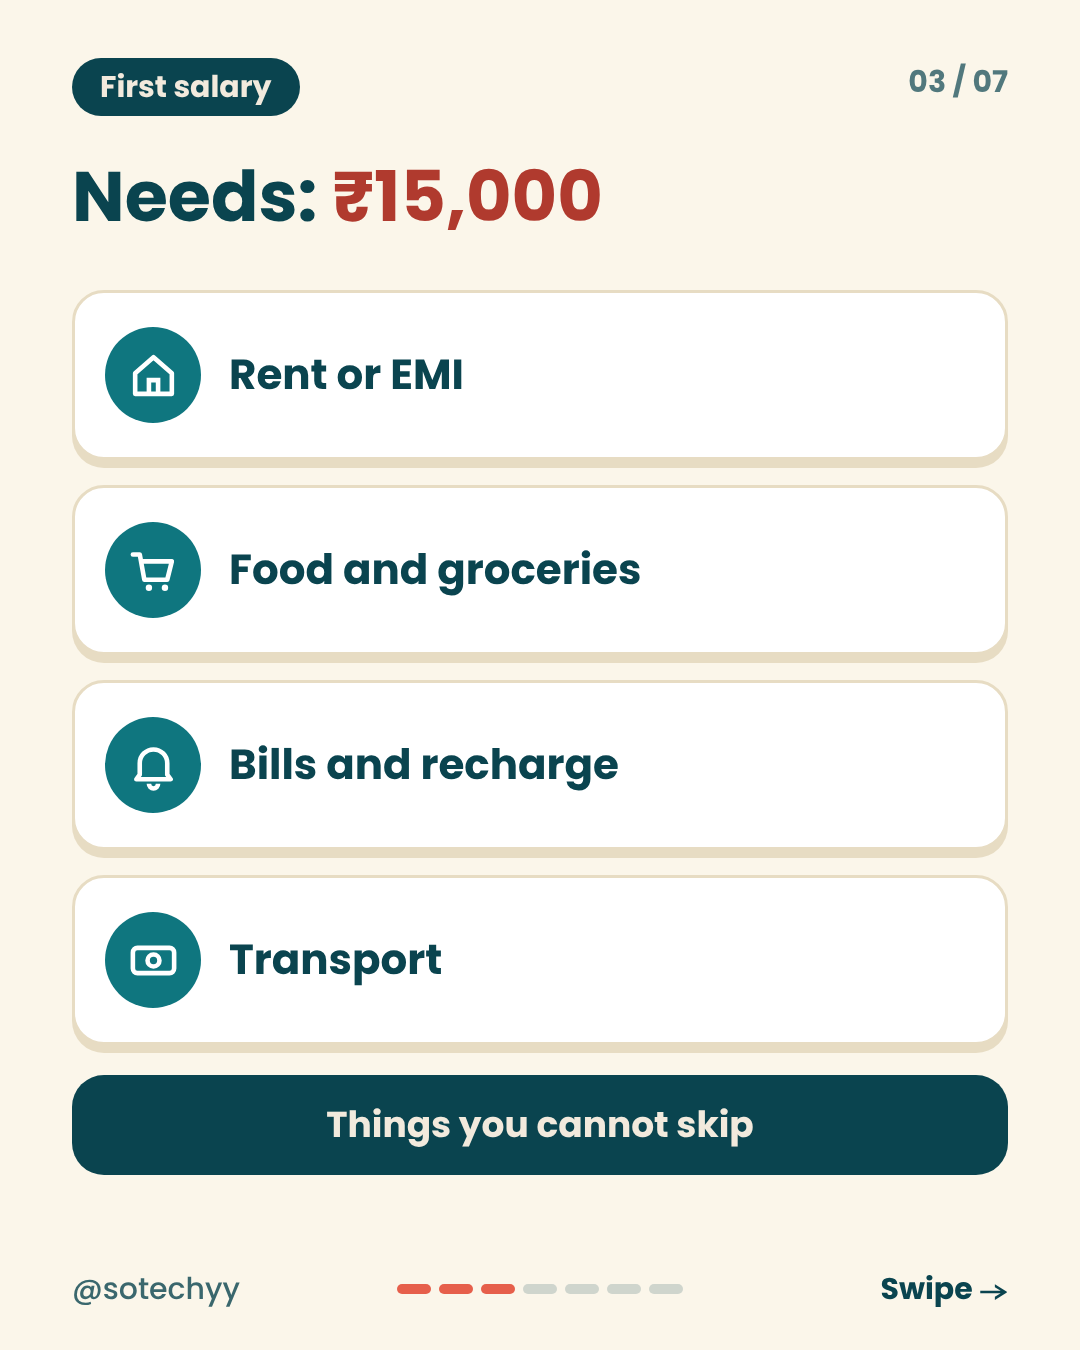 First salary
03 / 07
Needs: ₹15,000
Rent or EMI
Food and groceries
Bills and recharge
Transport
Things you cannot skip
@sotechyy
Swipe →